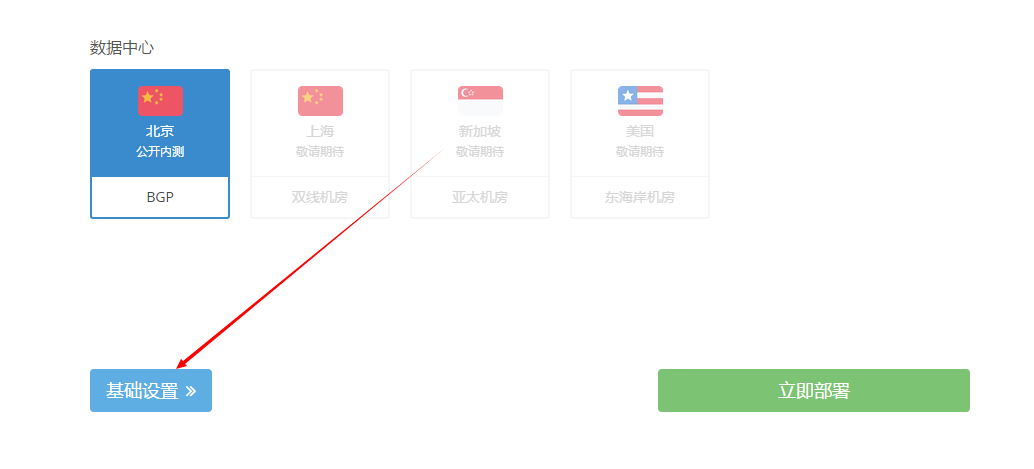 数据中心
北京
公开内测
BGP
上海
敬请期待
双线机房
新加坡
敬请期待
亚太机房
美国
敬请期待
东海岸机房
基础设置 »
立即部署